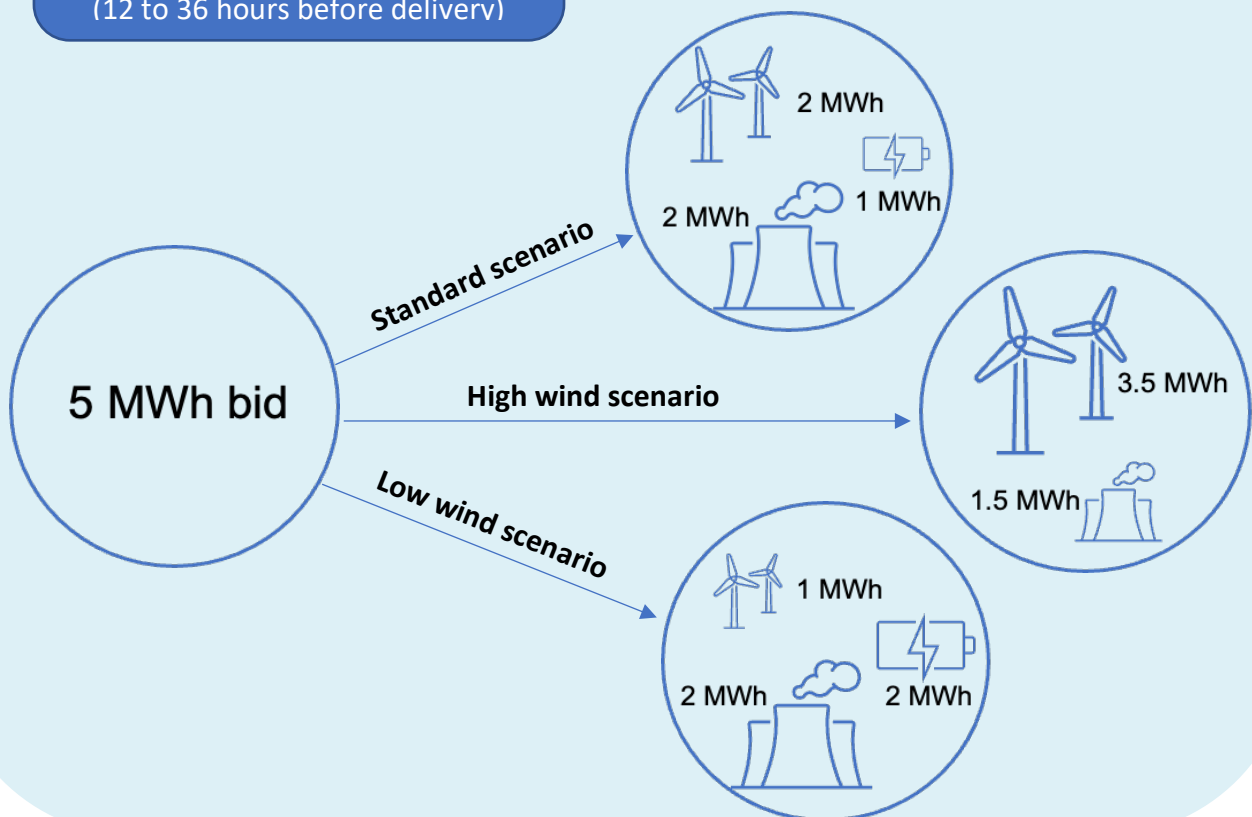 (12 to 36 hours before delivery)
2 MWh
1 MWh
2 MWh
Standard scenario
5 MWh bid
High wind scenario
3.5 MWh
1.5 MWh
Low wind scenario
1 MWh
2 MWh
2 MWh